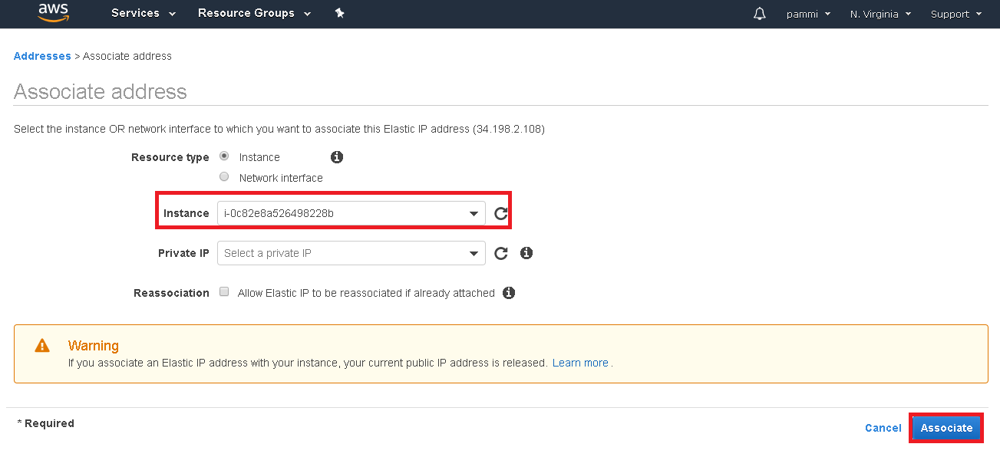 aws Services Resource Groups pammi N. Virginia Support
Addresses > Associate address
Associate address
Select the instance OR network interface to which you want to associate this Elastic IP address (34.198.2.108)
Resource type Instance
Network interface
Instance i-0c82e8a526498228b
Private IP Select a private IP
Reassociation Allow Elastic IP to be reassociated if already attached
Warning
If you associate an Elastic IP address with your instance, your current public IP address is released. Learn more.
* Required
Cancel Associate